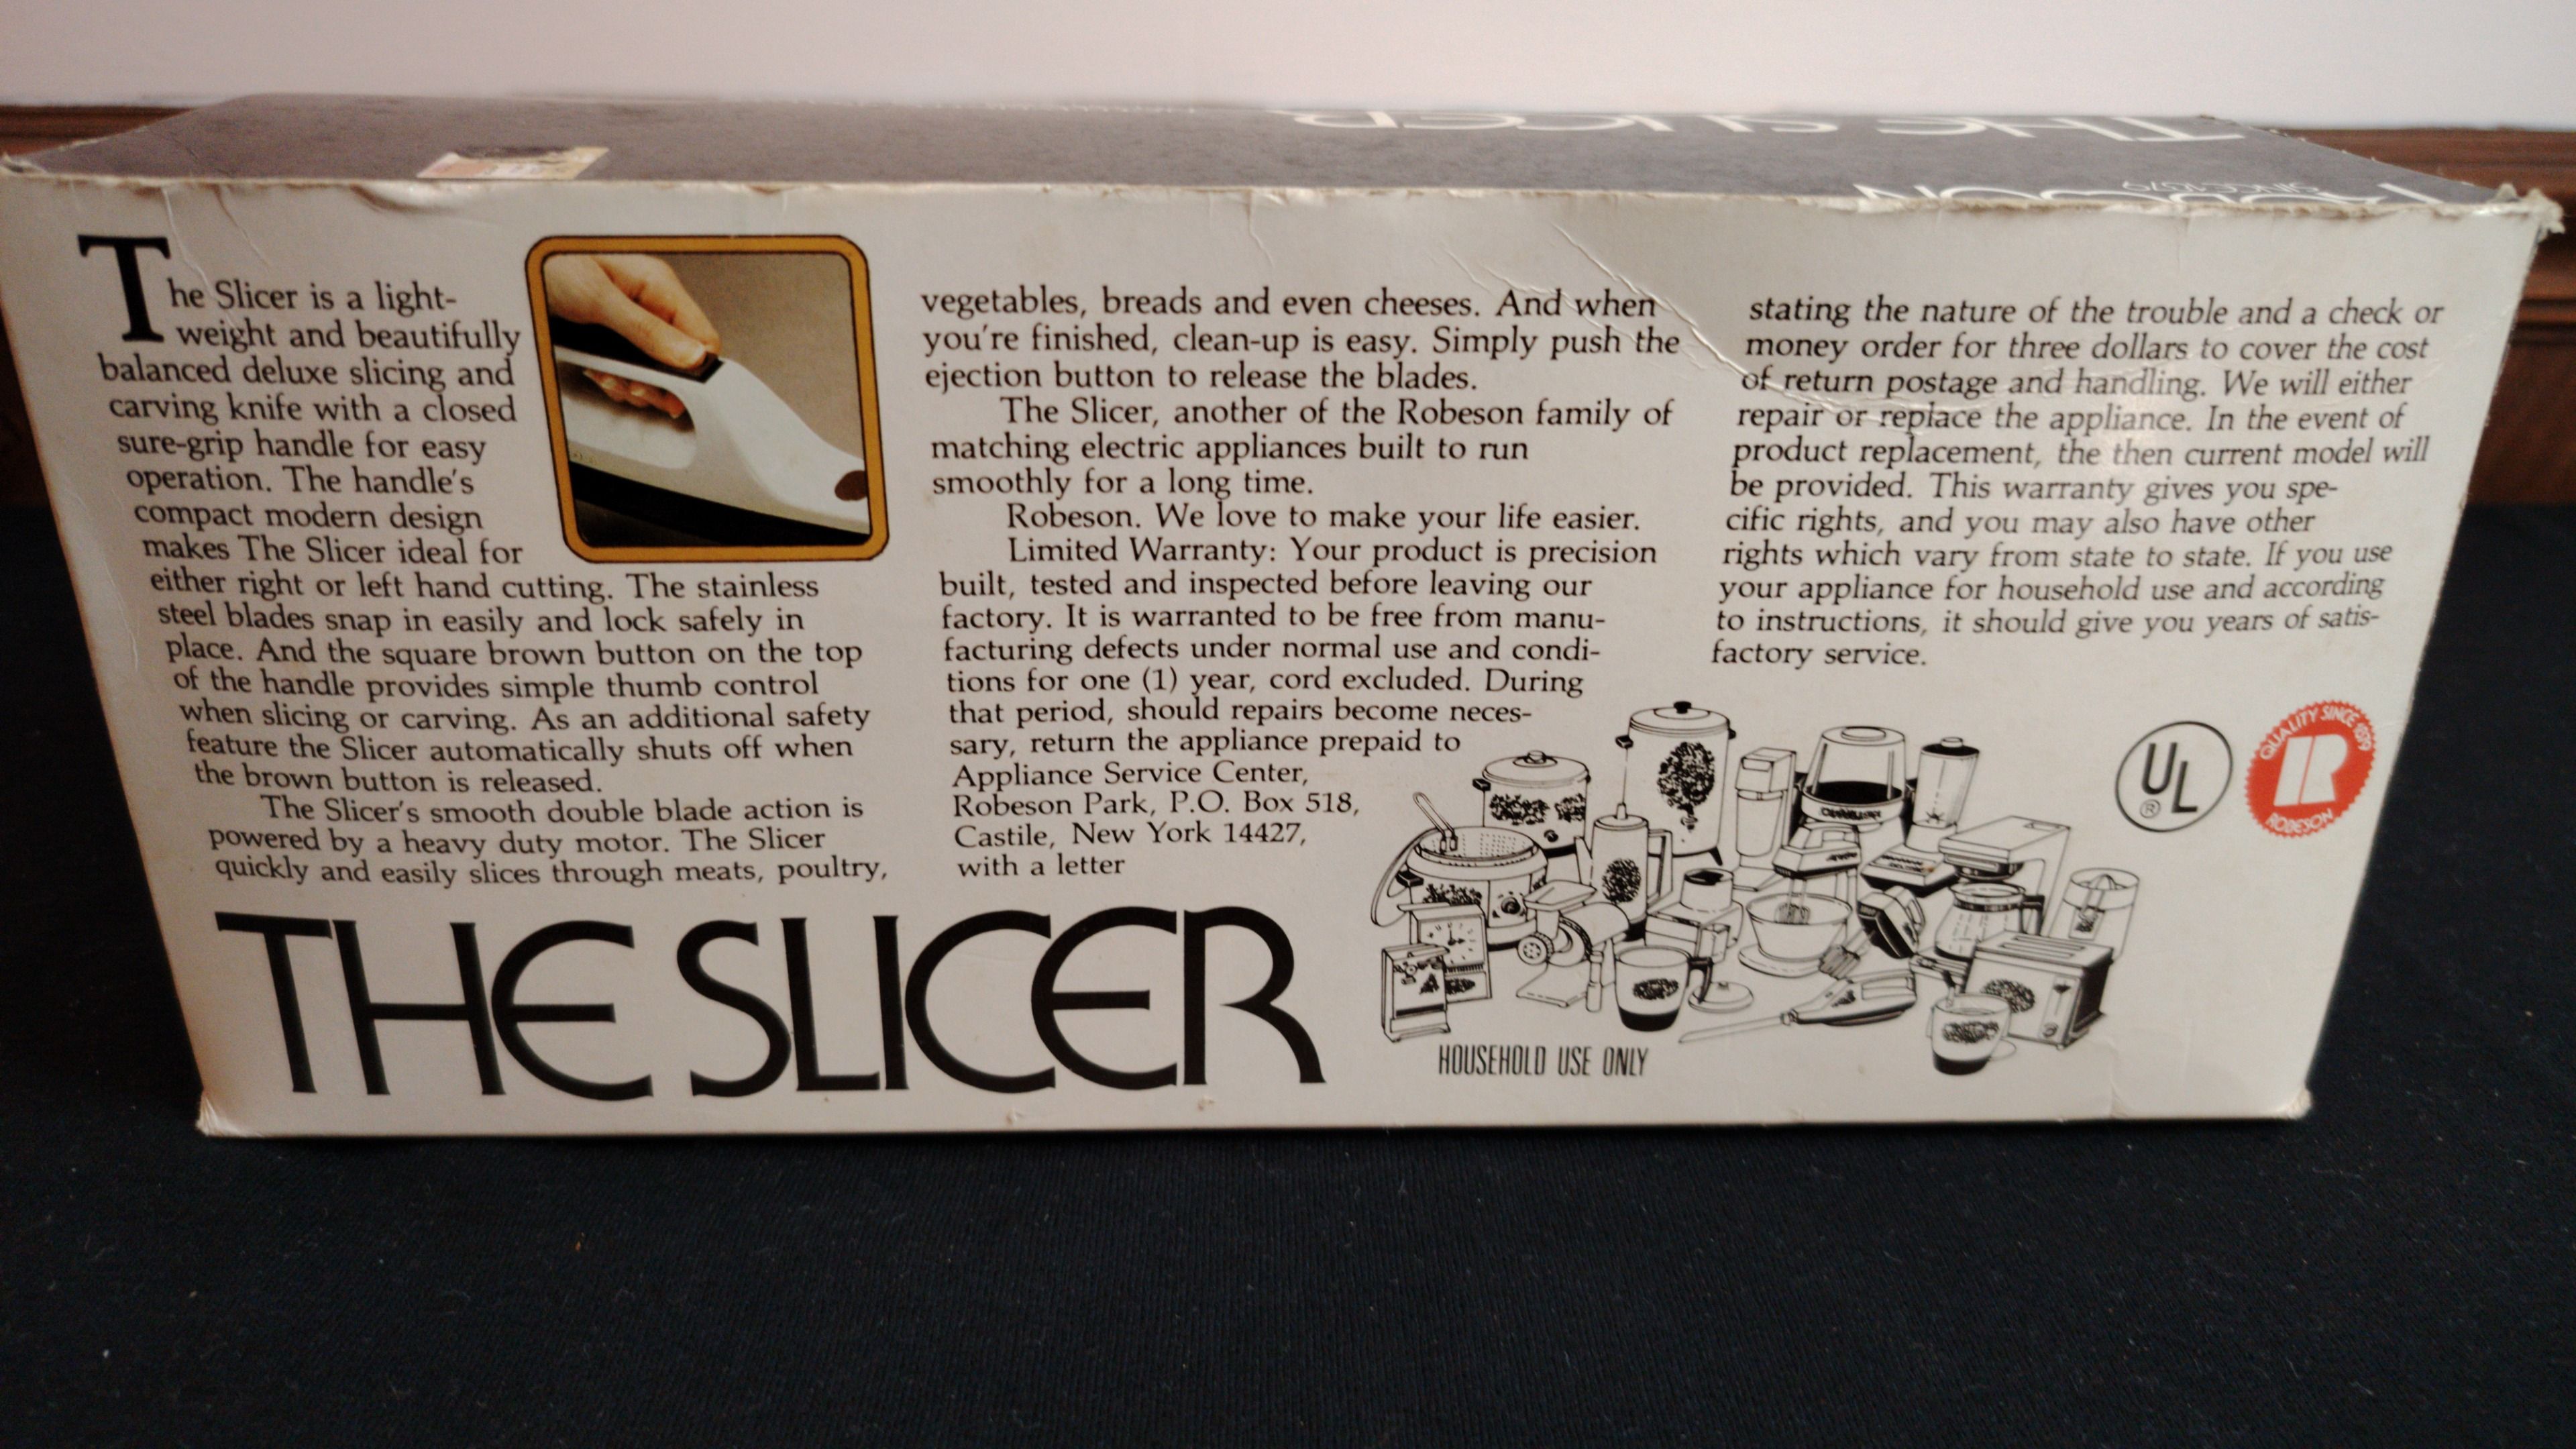 THE SLICER
ROBESON
SINCE 1879
The Slicer is a light-
weight and beautifully
balanced deluxe slicing and
carving knife with a closed
sure-grip handle for easy
operation. The handle's
compact modern design
makes The Slicer ideal for
either right or left hand cutting. The stainless
steel blades snap in easily and lock safely in
place. And the square brown button on the top
of the handle provides simple thumb control
when slicing or carving. As an additional safety
feature the Slicer automatically shuts off when
the brown button is released.
The Slicer's smooth double blade action is
powered by a heavy duty motor. The Slicer
quickly and easily slices through meats, poultry,
vegetables, breads and even cheeses. And when
you're finished, clean-up is easy. Simply push the
ejection button to release the blades.
The Slicer, another of the Robeson family of
matching electric appliances built to run
smoothly for a long time.
Robeson. We love to make your life easier.
Limited Warranty: Your product is precision
built, tested and inspected before leaving our
factory. It is warranted to be free from manu-
facturing defects under normal use and condi-
tions for one (1) year, cord excluded. During
that period, should repairs become neces-
sary, return the appliance prepaid to
Appliance Service Center,
Robeson Park, P.O. Box 518,
Castile, New York 14427,
with a letter
stating the nature of the trouble and a check or
money order for three dollars to cover the cost
of return postage and handling. We will either
repair or replace the appliance. In the event of
product replacement, the then current model will
be provided. This warranty gives you spe-
cific rights, and you may also have other
rights which vary from state to state. If you use
your appliance for household use and according
to instructions, it should give you years of satis-
factory service.
UL
®
QUALITY SINCE 1879
R
ROBESON
THE SLICER
HOUSEHOLD USE ONLY